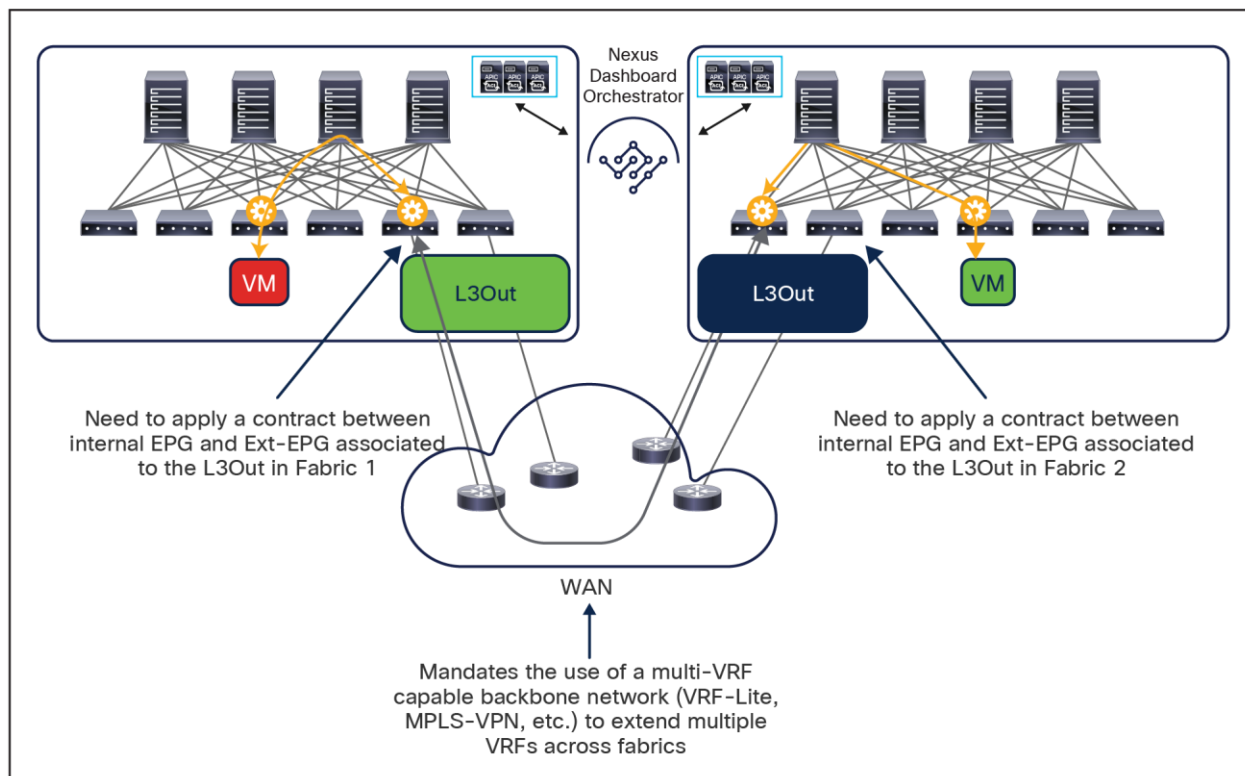 Nexus
Dashboard
Orchestrator
APIC
APIC
APIC
APIC
APIC
APIC
VM
L3Out
L3Out
VM
Need to apply a contract between
internal EPG and Ext-EPG associated
to the L3Out in Fabric 1
Need to apply a contract between
internal EPG and Ext-EPG associated
to the L3Out in Fabric 2
WAN
Mandates the use of a multi-VRF
capable backbone network (VRF-Lite,
MPLS-VPN, etc.) to extend multiple
VRFs across fabrics